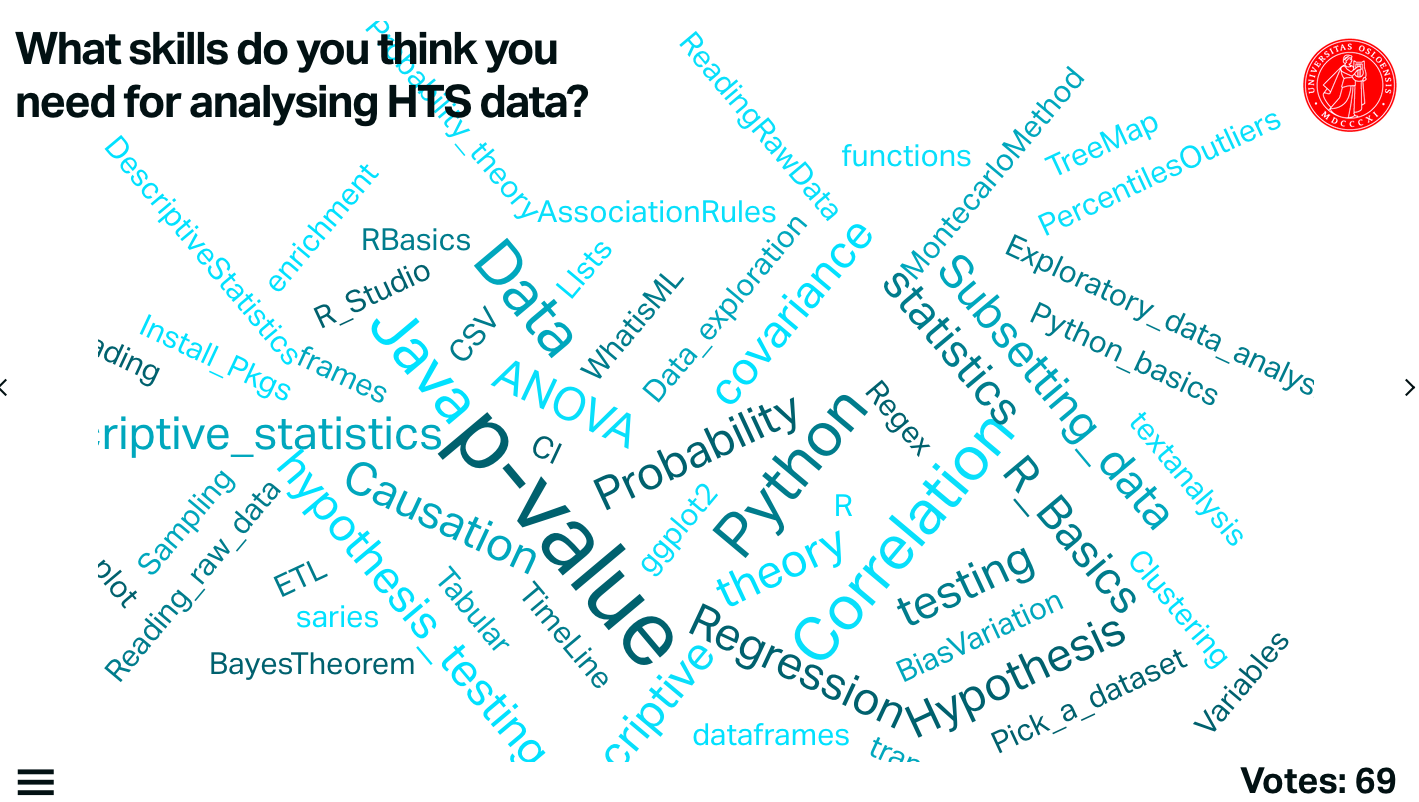 What skills do you think you
need for analysing HTS data?
UNIVERSITAS OSLOENSIS
MDCCCXI
Probability_theory
ReadingRawData
functions
MontecarloMethod
TreeMap
PercentilesOutliers
DescriptiveStatistics
enrichment
AssociationRules
RBasics
Data
LIsts
R_Studio
WhatisML
Data_exploration
covariance
statistics
Subsetting_data
Exploratory_data_analys
Python_basics
Java
CSV
Install_Pkgs
frames
ading
ANOVA
criptive_statistics
CI
Probability
Python
Regex
textanalysis
p-value
hypothesis_testing
Causation
Sampling
Reading_raw_data
ggplot2
R
theory
Correlation
R_Basics
plot
ETL
saries
Tabular
TimeLine
testing
Clustering
BiasVariation
BayesTheorem
Regression
Hypothesis
Variables
criptive
Pick_a_dataset
dataframes
tran
Votes: 69